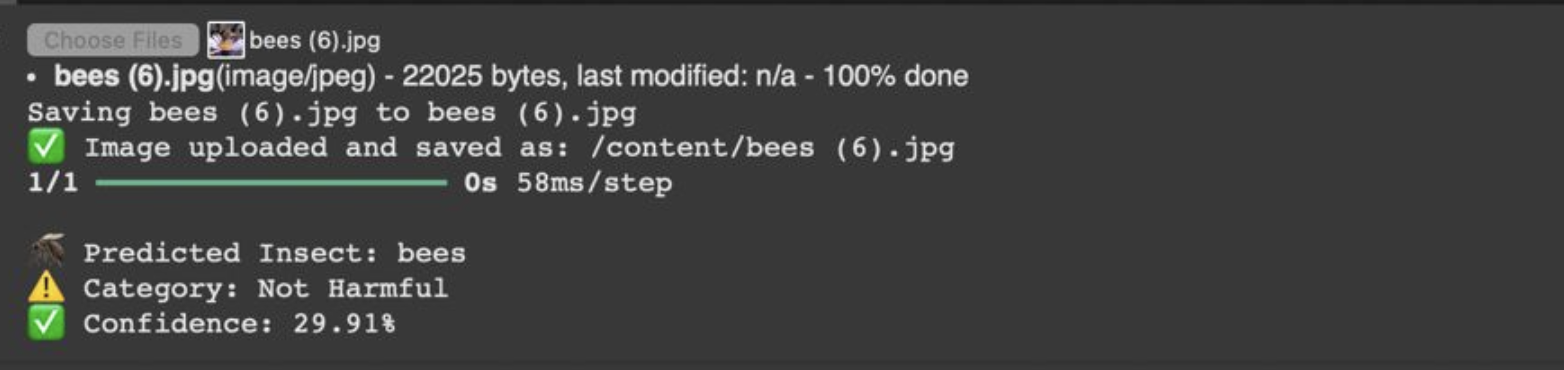 Choose Files bees (6).jpg
• bees (6).jpg(image/jpeg) - 22025 bytes, last modified: n/a - 100% done
Saving bees (6).jpg to bees (6).jpg
✅ Image uploaded and saved as: /content/bees (6).jpg
1/1 0s 58ms/step
🦟 Predicted Insect: bees
⚠️ Category: Not Harmful
✅ Confidence: 29.91%